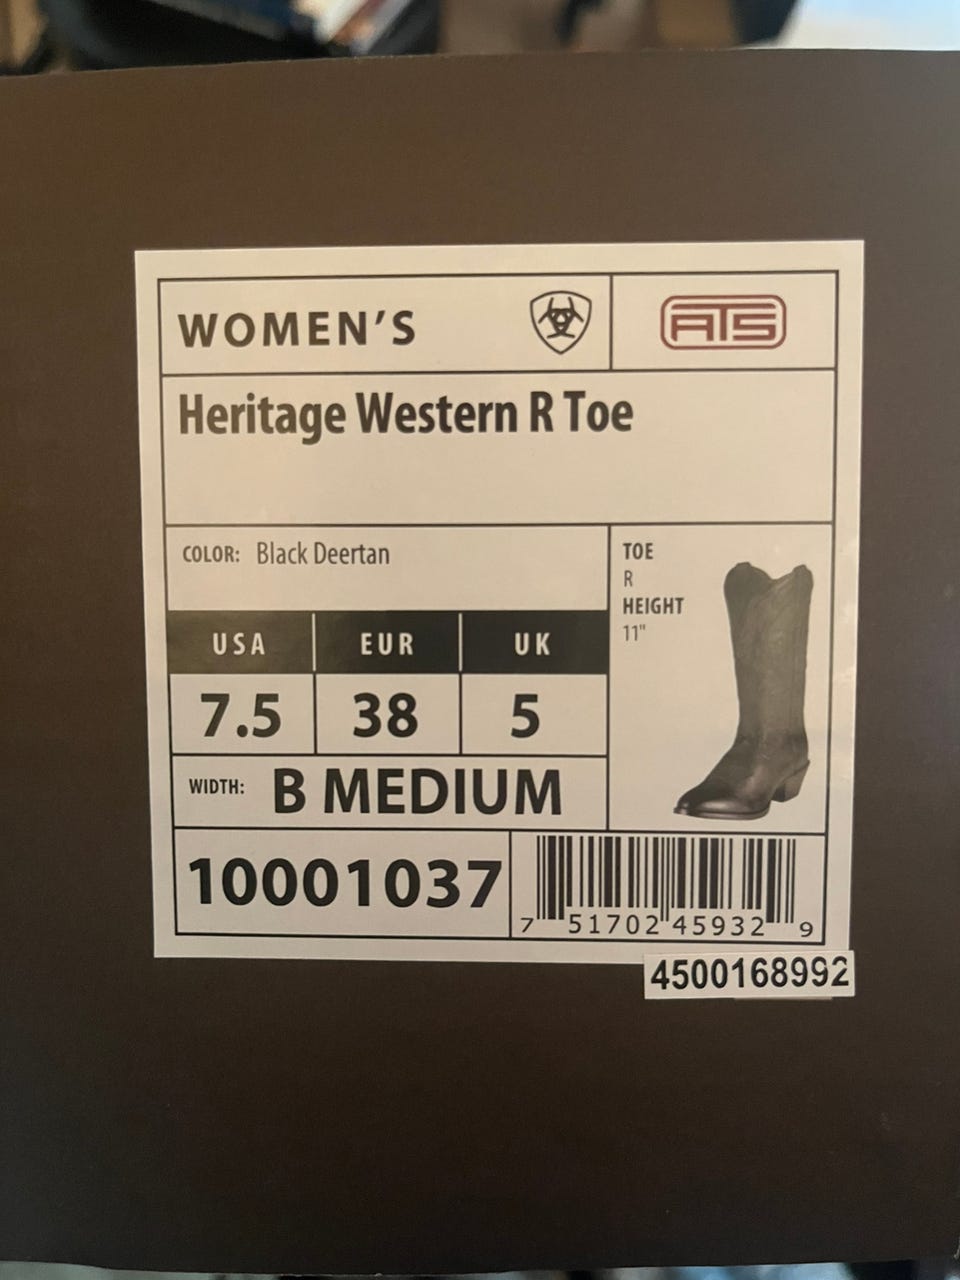 WOMEN'S
ATS
Heritage Western R Toe
COLOR: Black Deertan
TOE
R
HEIGHT
11"
USA EUR UK
7.5 38 5
WIDTH: B MEDIUM
10001037
7 51702 45932 9
4500168992